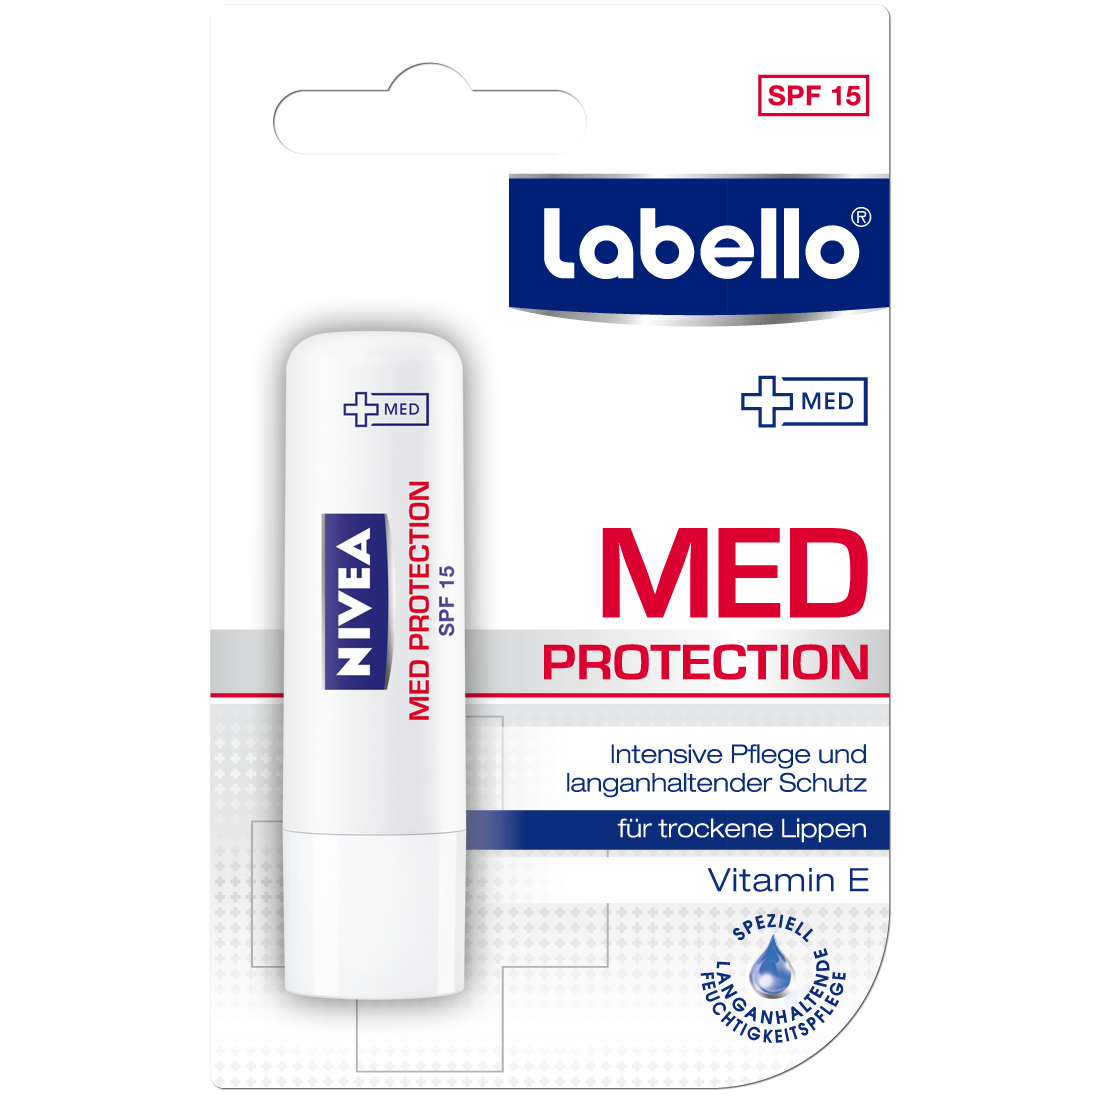 SPF 15
Labello®
MED
MED
PROTECTION
Intensive Pflege und
langanhaltender Schutz
für trockene Lippen
Vitamin E
SPEZIELL
LANGANHALTENDE
FEUCHTIGKEITSPFLEGE
MED
NIVEA
MED PROTECTION
SPF 15